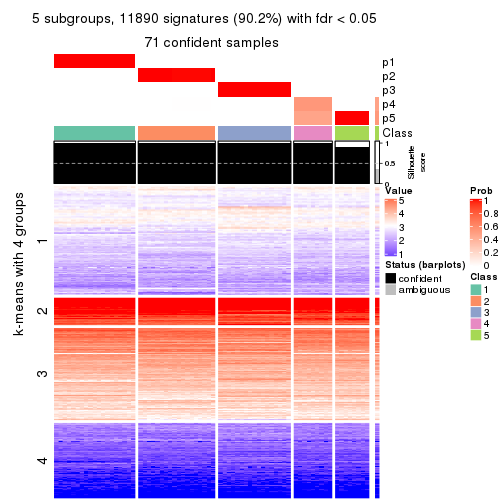 5 subgroups, 11890 signatures (90.2%) with fdr < 0.05
71 confident samples
p1
p2
p3
p4
p5
Class
1
0.5
0
Silhouette
score
k-means with 4 groups
1
2
3
4
Value
5
4
3
2
1
Status (barplots)
confident
ambiguous
Prob
1
0.8
0.6
0.4
0.2
0
Class
1
2
3
4
5